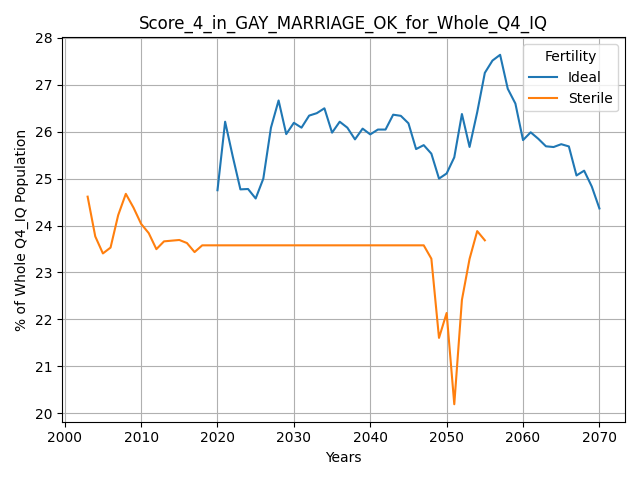 Score_4_in_GAY_MARRIAGE_OK_for_Whole_Q4_IQ
% of Whole Q4_IQ Population
28
27
26
25
24
23
22
21
20
Fertility
Ideal
Sterile
2000 2010 2020 2030 2040 2050 2060 2070
Years